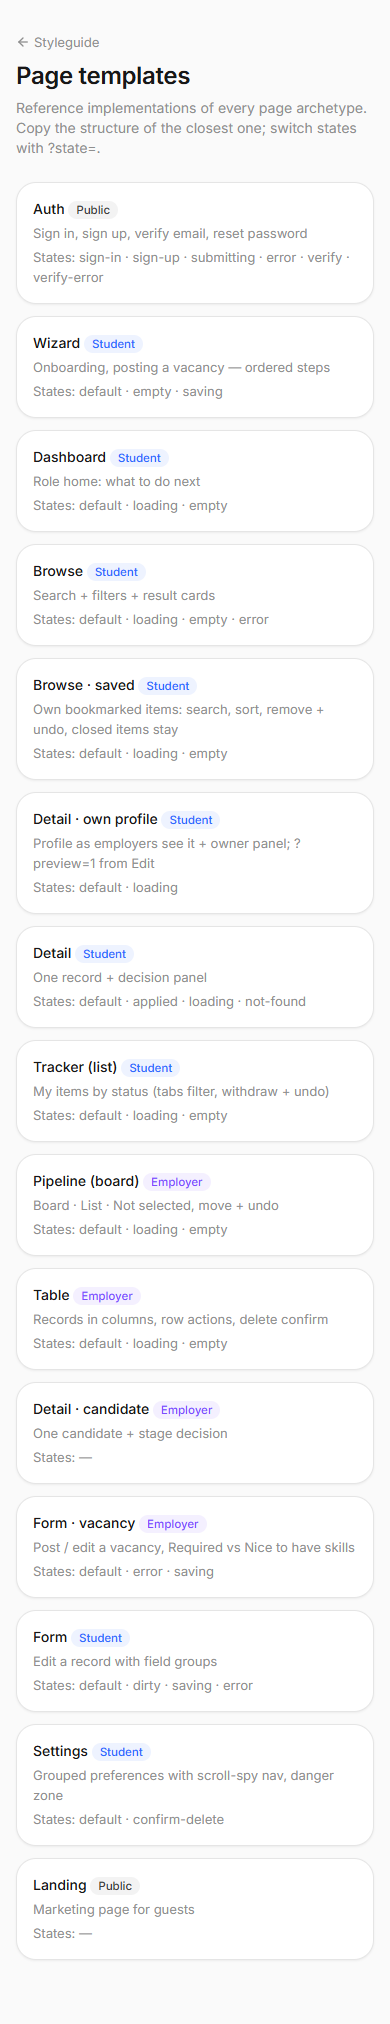 ← Styleguide
Page templates
Reference implementations of every page archetype.
Copy the structure of the closest one; switch states
with ?state=.
Auth Public
Sign in, sign up, verify email, reset password
States: sign-in · sign-up · submitting · error · verify ·
verify-error
Wizard Student
Onboarding, posting a vacancy — ordered steps
States: default · empty · saving
Dashboard Student
Role home: what to do next
States: default · loading · empty
Browse Student
Search + filters + result cards
States: default · loading · empty · error
Browse · saved Student
Own bookmarked items: search, sort, remove +
undo, closed items stay
States: default · loading · empty
Detail · own profile Student
Profile as employers see it + owner panel; ?
preview=1 from Edit
States: default · loading
Detail Student
One record + decision panel
States: default · applied · loading · not-found
Tracker (list) Student
My items by status (tabs filter, withdraw + undo)
States: default · loading · empty
Pipeline (board) Employer
Board · List · Not selected, move + undo
States: default · loading · empty
Table Employer
Records in columns, row actions, delete confirm
States: default · loading · empty
Detail · candidate Employer
One candidate + stage decision
States: —
Form · vacancy Employer
Post / edit a vacancy, Required vs Nice to have skills
States: default · error · saving
Form Student
Edit a record with field groups
States: default · dirty · saving · error
Settings Student
Grouped preferences with scroll-spy nav, danger
zone
States: default · confirm-delete
Landing Public
Marketing page for guests
States: —